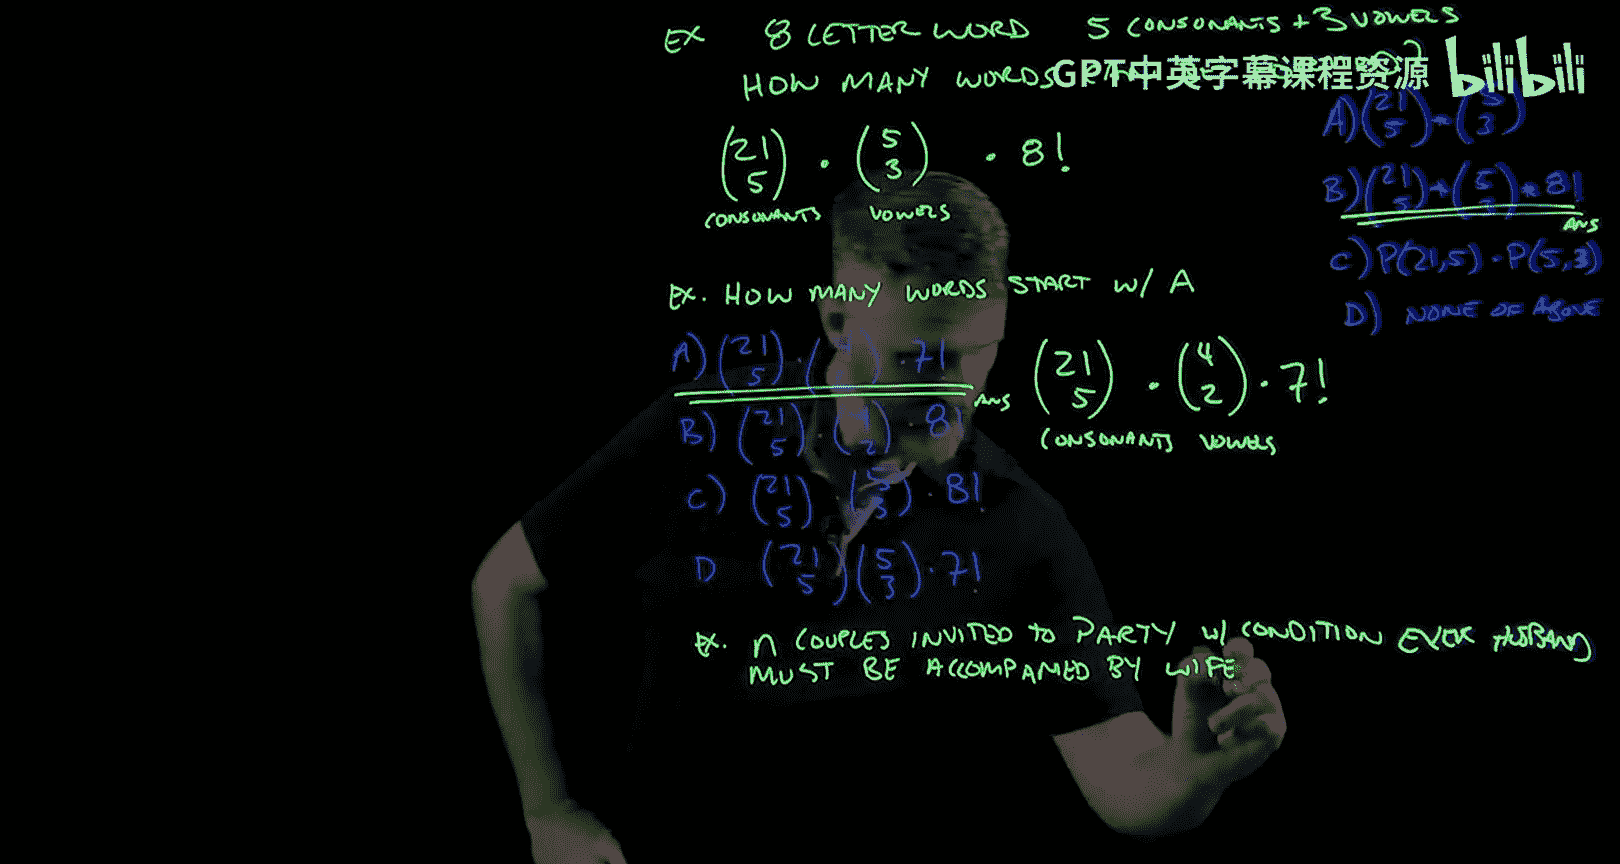 EX 8 LETTER WORD 5 CONSONANTS + 3 VOWELS
HOW MANY WORDS
GPT中英字幕课程资源 bilibili
(21 5) · (5 3) · 8!
CONSONANTS VOWELS
A) (21 5) · (5 3)
B) (21 5) · (5 3) · 8!
ANS
C) P(21,5) · P(5,3)
D) NONE OF ABOVE
EX. HOW MANY WORDS START W/ A
A) (21 5) · ( ) · 7!
ANS
B) (21 5) · (4 2) · 8!
C) (21 5) · (5 3) · 8!
D (21 5) (5 3) · 7!
(21 5) · (4 2) · 7!
CONSONANTS VOWELS
EX. n COUPLES INVITED TO PARTY W/ CONDITION EVER HUSBAND
MUST BE ACCOMPANIED BY WIFE